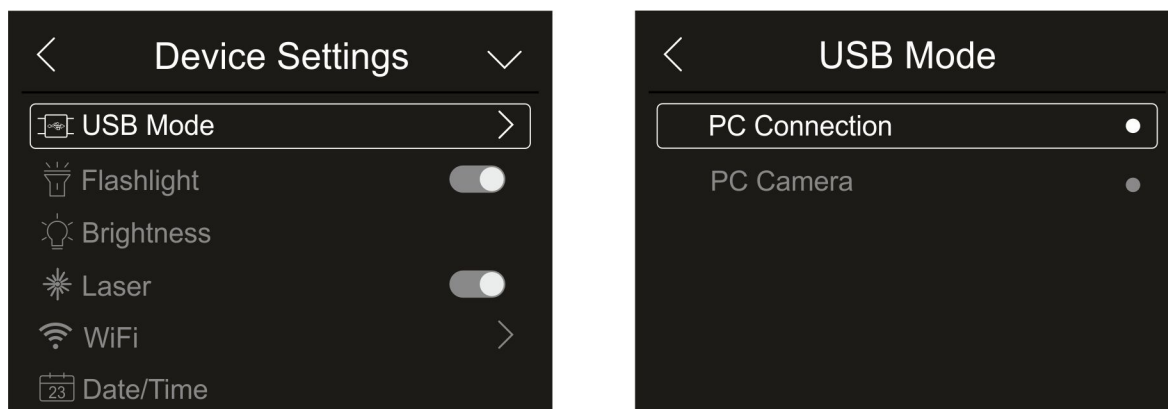 Device Settings
USB Mode
Flashlight
Brightness
Laser
WiFi
23 Date/Time
USB Mode
PC Connection
PC Camera